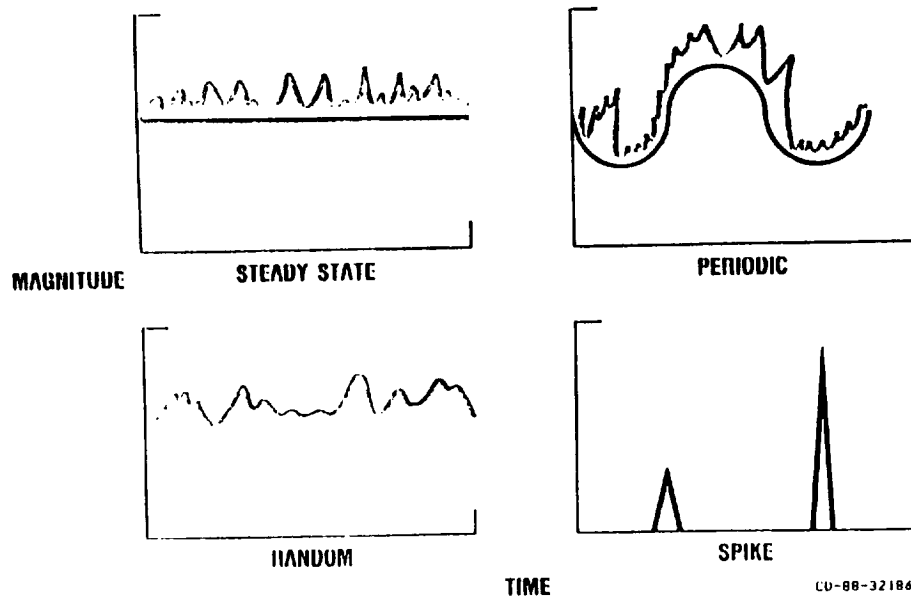 STEADY STATE
PERIODIC
MAGNITUDE
RANDOM
SPIKE
TIME
CD-88-32186